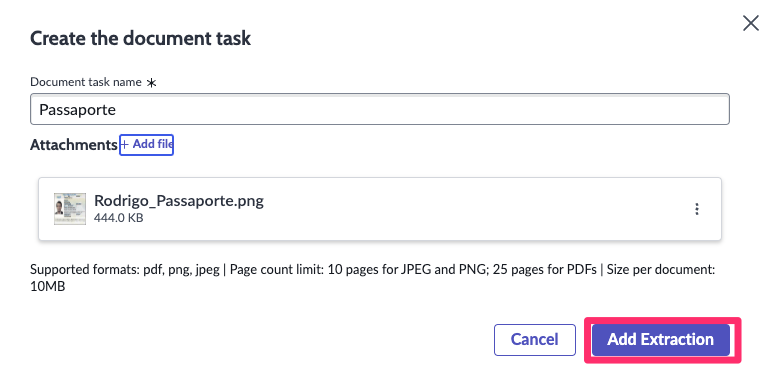 Create the document task
Document task name *
Passaporte
Attachments + Add file
Rodrigo_Passaporte.png
444.0 KB
Supported formats: pdf, png, jpeg | Page count limit: 10 pages for JPEG and PNG; 25 pages for PDFs | Size per document:
10MB
Cancel Add Extraction